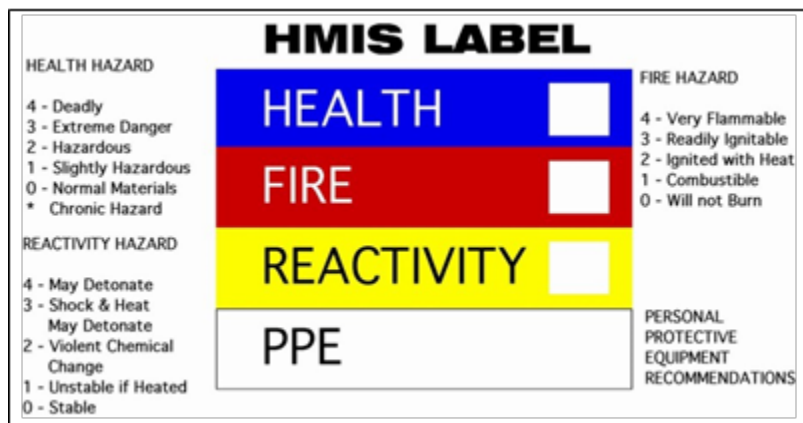 HMIS LABEL
HEALTH HAZARD
4 - Deadly
3 - Extreme Danger
2 - Hazardous
1 - Slightly Hazardous
0 - Normal Materials
* Chronic Hazard
REACTIVITY HAZARD
4 - May Detonate
3 - Shock & Heat
May Detonate
2 - Violent Chemical
Change
1 - Unstable if Heated
0 - Stable
HEALTH
FIRE
REACTIVITY
PPE
FIRE HAZARD
4 - Very Flammable
3 - Readily Ignitable
2 - Ignited with Heat
1 - Combustible
0 - Will not Burn
PERSONAL
PROTECTIVE
EQUIPMENT
RECOMMENDATIONS